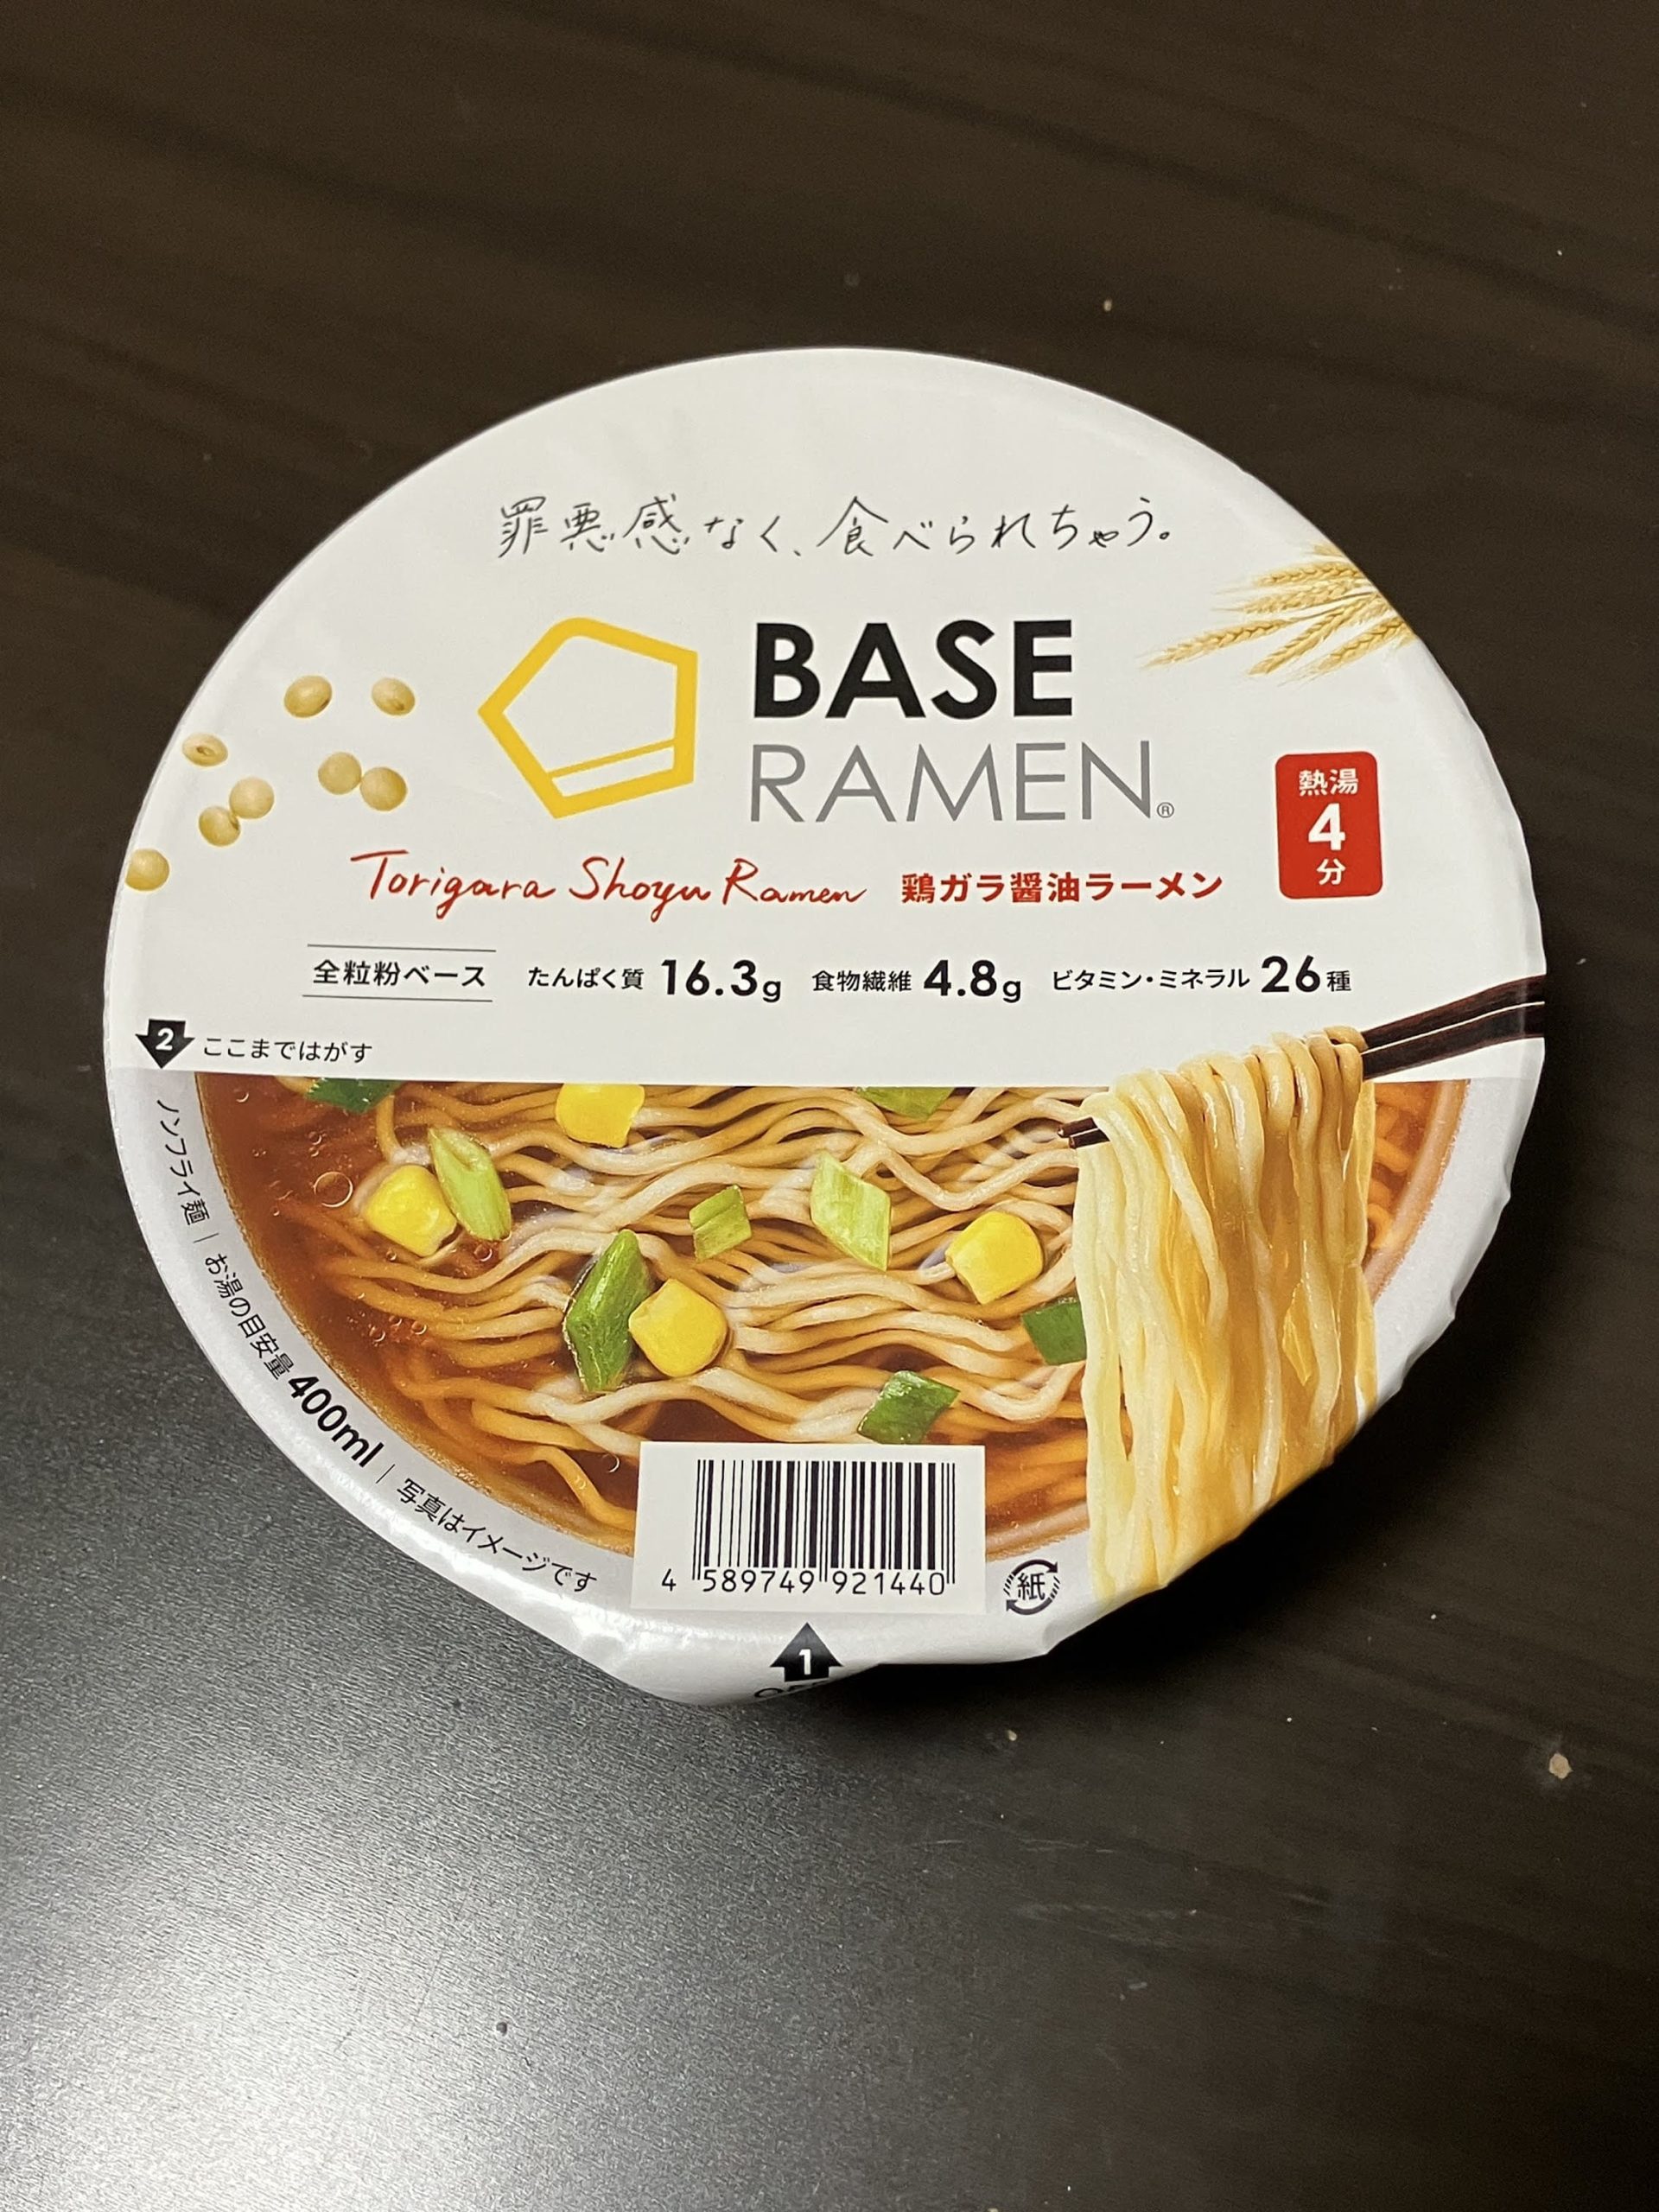 罪悪感なく、食べられちゃう。
BASE
RAMEN®
熱湯
4
分
Torigara Shoyu Ramen 鶏ガラ醤油ラーメン
全粒粉ベース たんぱく質 16.3g 食物繊維 4.8g ビタミン・ミネラル 26種
2 ここまではがす
ノンフライ麺 | お湯の目安量 400ml | 写真はイメージです
4 589749 921440
紙
1